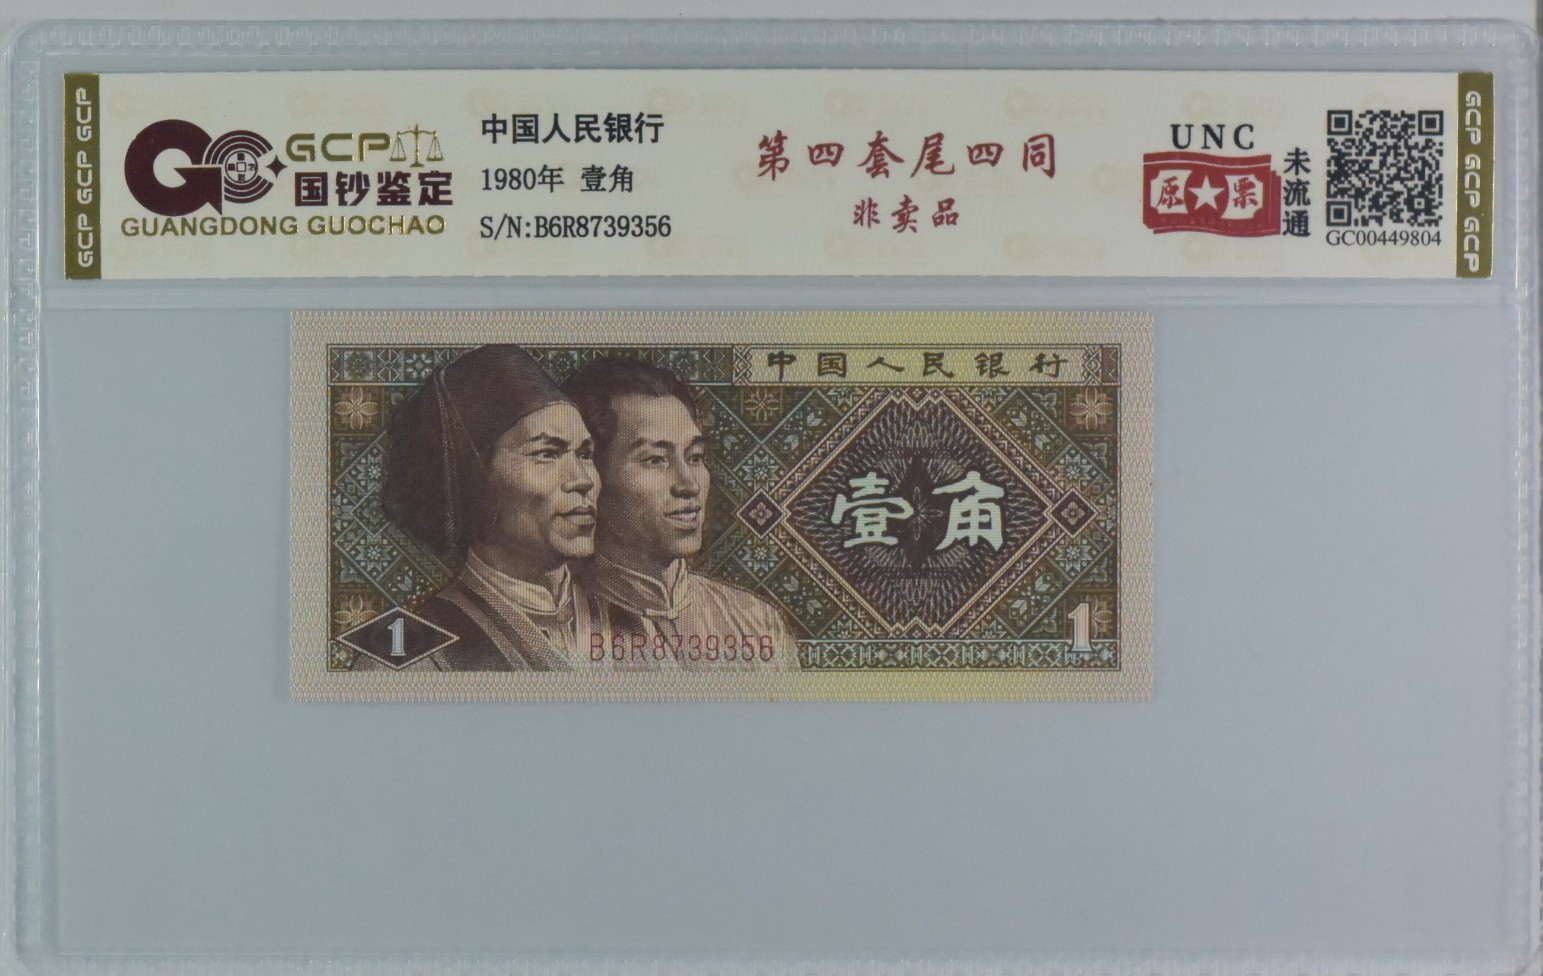 GCP GCP GCP
GCP
国钞鉴定
GUANGDONG GUOCHAO
中国人民银行
1980年 壹角
S/N:B6R8739356
第四套尾四同
非卖品
UNC
原★票
未流通
GC00449804
GCP GCP GCP
中国人民银行
壹角
1
B6R8739356
1